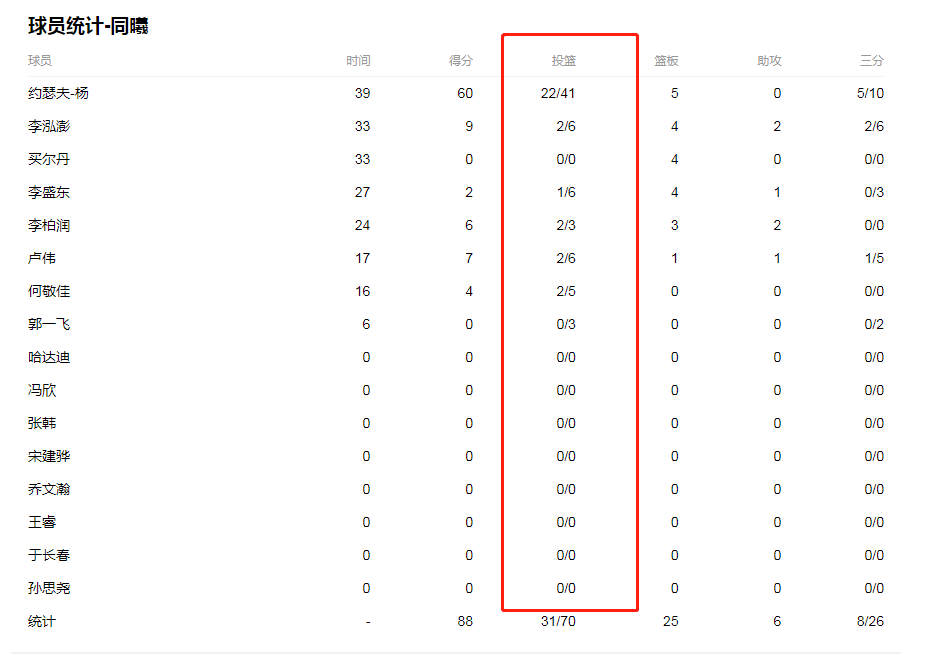 球员统计-同曦
球员 时间 得分 投篮 篮板 助攻 三分
约瑟夫-杨 39 60 22/41 5 0 5/10
李泓澎 33 9 2/6 4 2 2/6
买尔丹 33 0 0/0 4 0 0/0
李盛东 27 2 1/6 4 1 0/3
李柏润 24 6 2/3 3 2 0/0
卢伟 17 7 2/6 1 1 1/5
何敬佳 16 4 2/5 0 0 0/0
郭一飞 6 0 0/3 0 0 0/2
哈达迪 0 0 0/0 0 0 0/0
冯欣 0 0 0/0 0 0 0/0
张韩 0 0 0/0 0 0 0/0
宋建骅 0 0 0/0 0 0 0/0
乔文瀚 0 0 0/0 0 0 0/0
王睿 0 0 0/0 0 0 0/0
于长春 0 0 0/0 0 0 0/0
孙思尧 0 0 0/0 0 0 0/0
统计 - 88 31/70 25 6 8/26